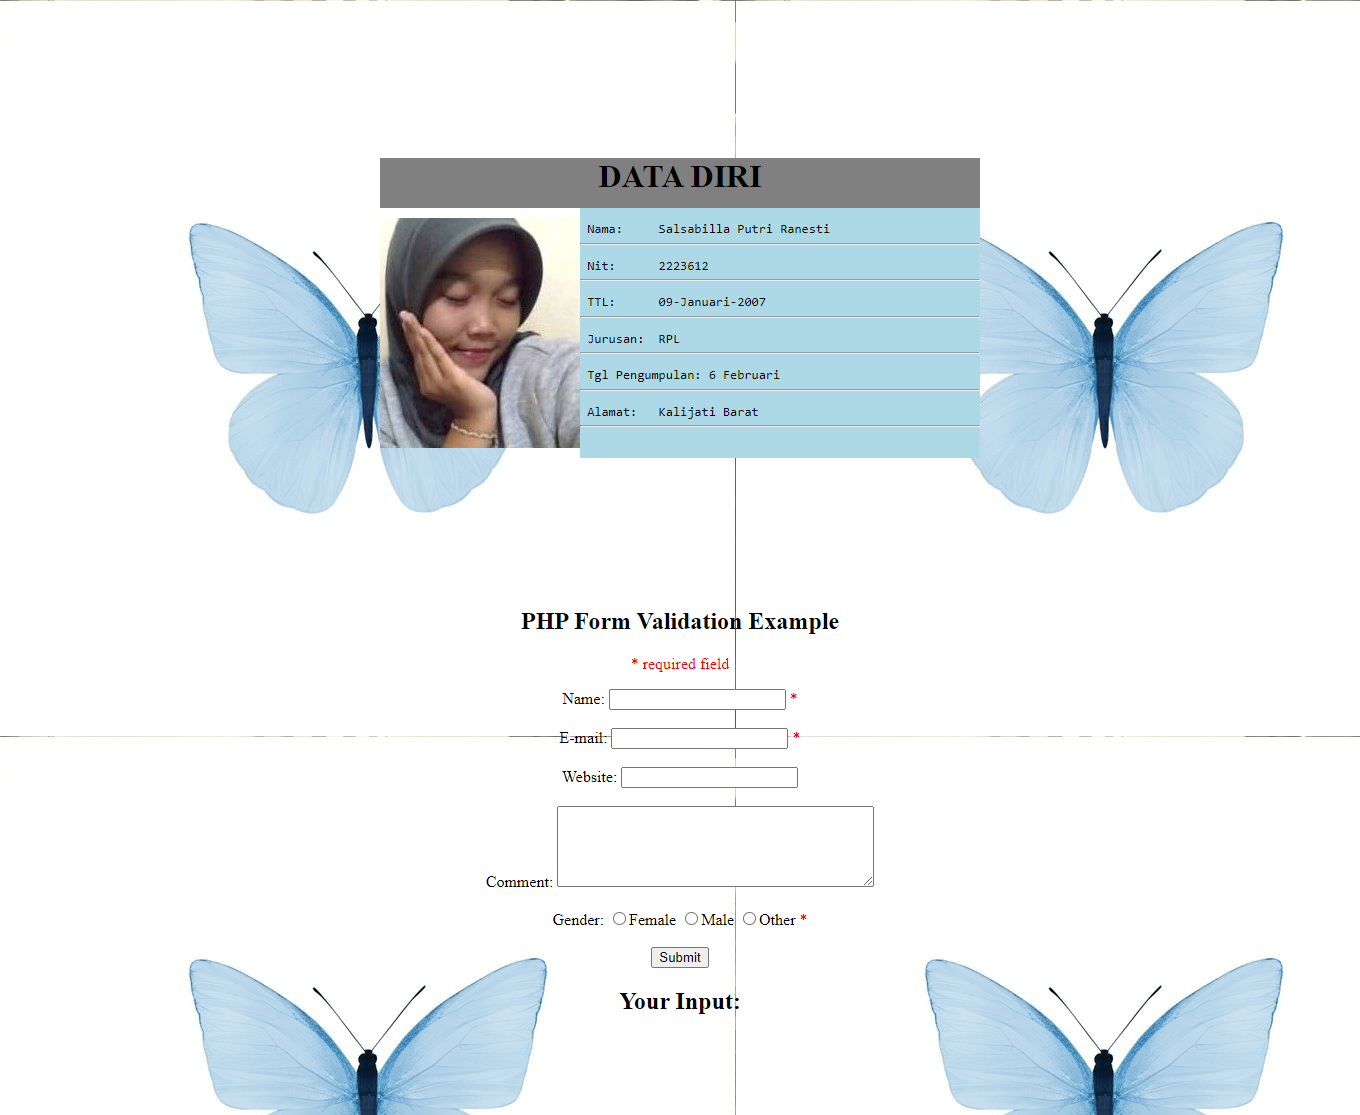 DATA DIRI
Nama: Salsabilla Putri Ranesti
Nit: 2223612
TTL: 09-Januari-2007
Jurusan: RPL
Tgl Pengumpulan: 6 Februari
Alamat: Kalijati Barat
PHP Form Validation Example
* required field
Name: *
E-mail: *
Website:
Comment:
Gender: Female Male Other *
Submit
Your Input: